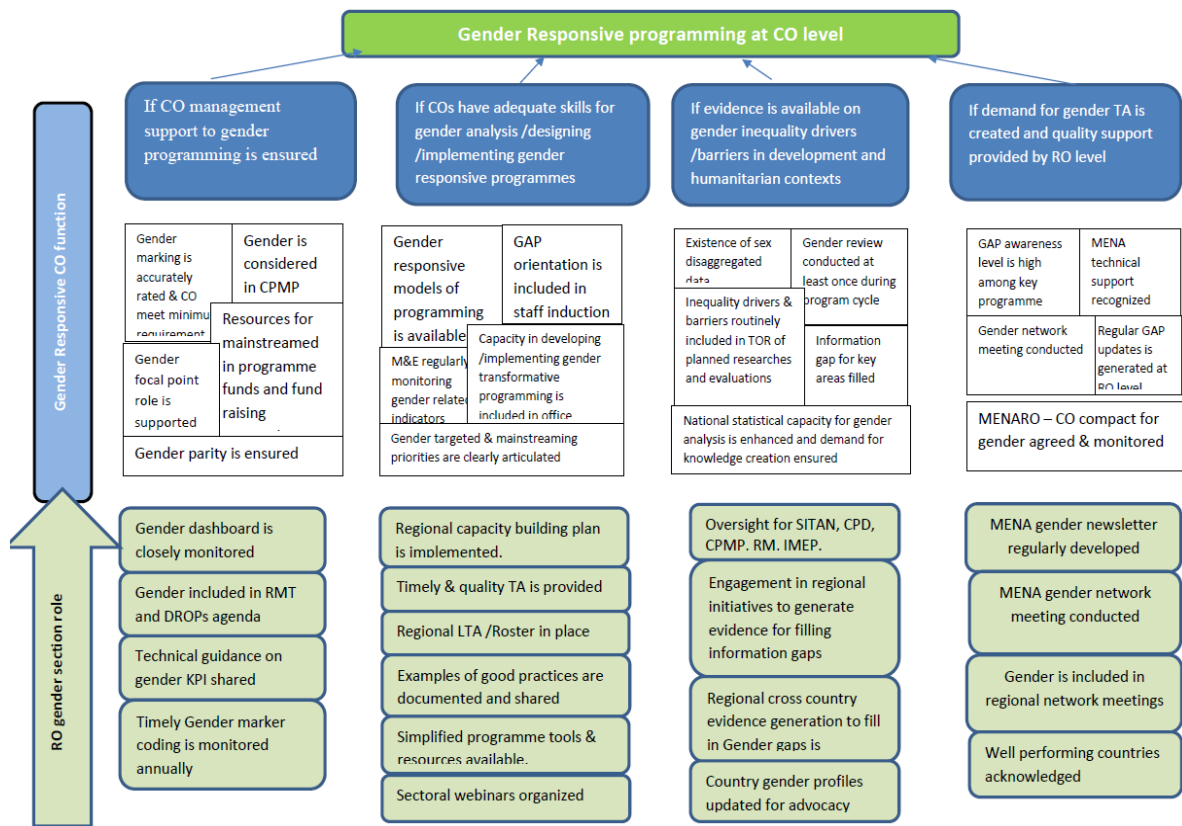 Gender Responsive programming at CO level
If CO management
support to gender
programming is ensured
If COs have adequate skills for
gender analysis /designing
/implementing gender
responsive programmes
If evidence is available on
gender inequality drivers
/barriers in development and
humanitarian contexts
If demand for gender TA is
created and quality support
provided by RO level
Gender Responsive CO function
Gender
marking is
accurately
rated & CO
meet minimu
requirement
Gender is
considered
in CPMP
Resources for
mainstreamed
in programme
funds and fund
raising
Gender
focal point
role is
supported
Gender parity is ensured
Gender
responsive
models of
programming
is available
GAP
orientation is
included in
staff induction
M&E regularly
monitoring
gender related
indicators
Capacity in developing
/implementing gender
transformative
programming is
included in office
Gender targeted & mainstreaming
priorities are clearly articulated
Existence of sex
disaggregated
data
Gender review
conducted at
least once during
program cycle
Inequality drivers &
barriers routinely
included in TOR of
planned researches
and evaluations
Information
gap for key
areas filled
National statistical capacity for gender
analysis is enhanced and demand for
knowledge creation ensured
GAP awareness
level is high
among key
programme
MENA
technical
support
recognized
Gender network
meeting conducted
Regular GAP
updates is
generated at
RO level
MENARO – CO compact for
gender agreed & monitored
RO gender section role
Gender dashboard is
closely monitored
Gender included in RMT
and DROPs agenda
Technical guidance on
gender KPI shared
Timely Gender marker
coding is monitored
annually
Regional capacity building plan
is implemented.
Timely & quality TA is provided
Regional LTA /Roster in place
Examples of good practices are
documented and shared
Simplified programme tools &
resources available.
Sectoral webinars organized
Oversight for SITAN, CPD,
CPMP. RM. IMEP.
Engagement in regional
initiatives to generate
evidence for filling
information gaps
Regional cross country
evidence generation to fill
in Gender gaps is
Country gender profiles
updated for advocacy
MENA gender newsletter
regularly developed
MENA gender network
meeting conducted
Gender is included in
regional network meetings
Well performing countries
acknowledged